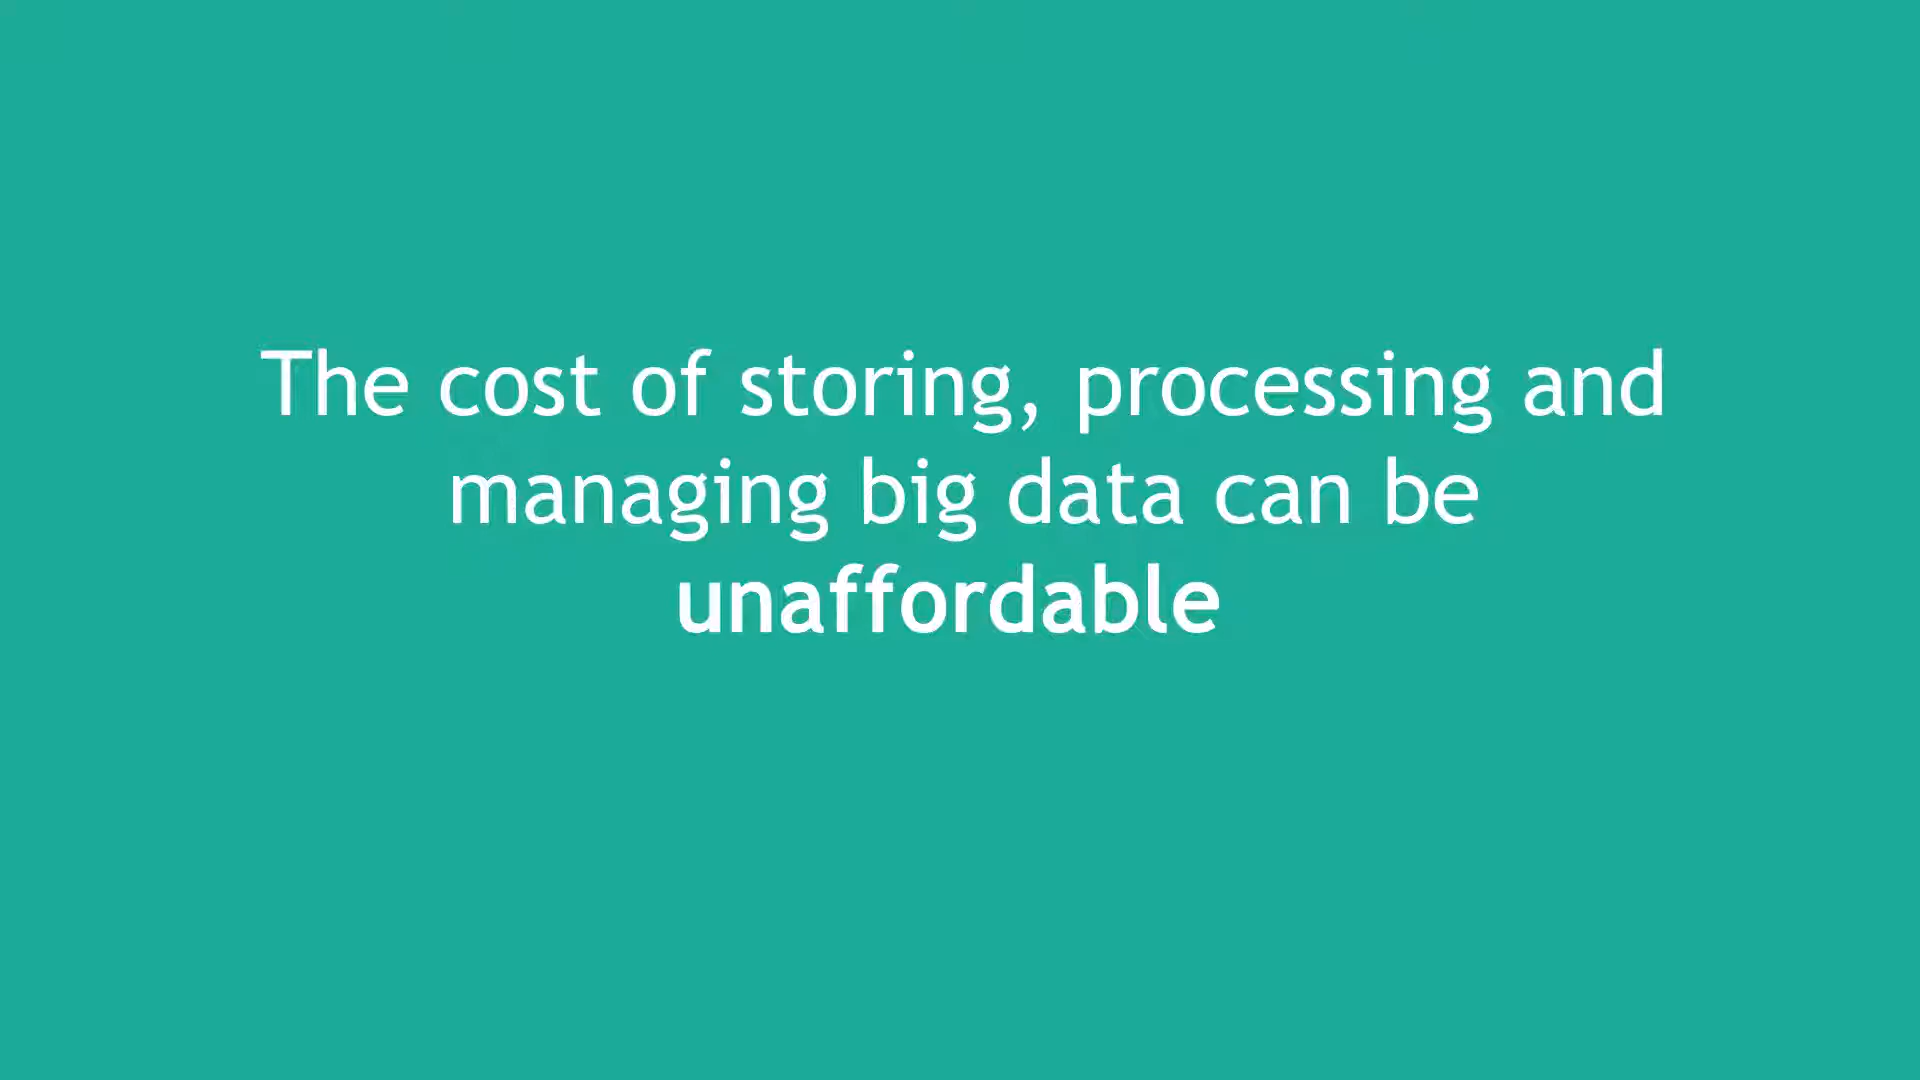 The cost of storing, processing and
managing big data can be
unaffordable